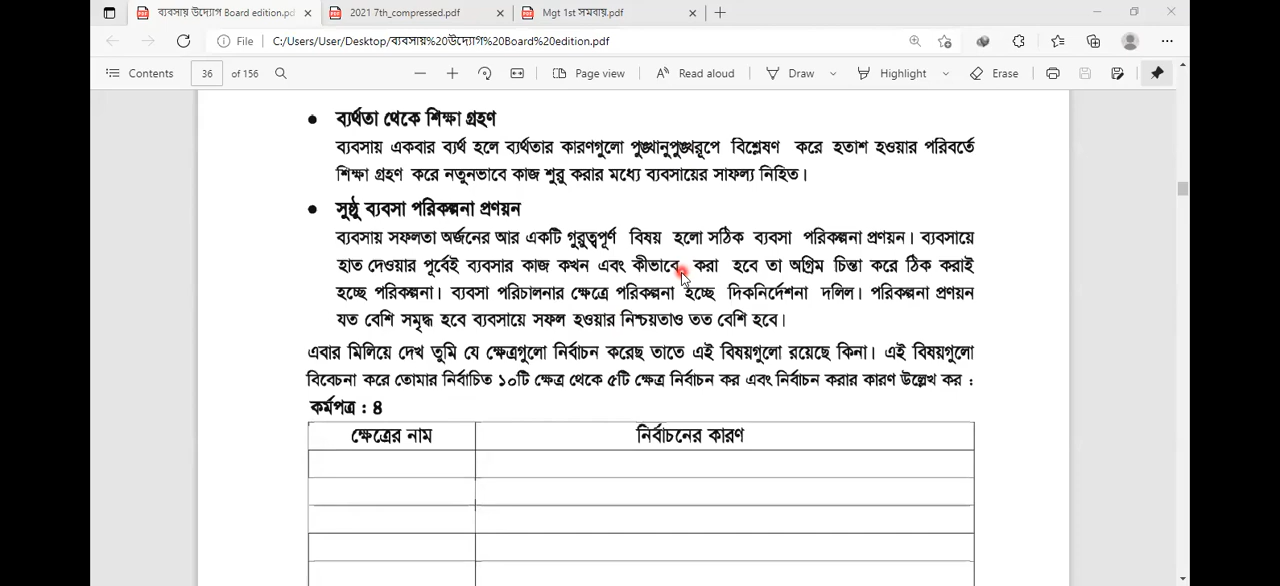 ব্যবসায় উদ্যোগ Board edition.pd
2021 7th_compressed.pdf
Mgt 1st সমবায়.pdf
File C:/Users/User/Desktop/ব্যবসায়%20উদ্যোগ%20Board%20edition.pdf
Contents 36 of 156 Page view Read aloud Draw Highlight Erase
• ব্যর্থতা থেকে শিক্ষা গ্রহণ
ব্যবসায় একবার ব্যর্থ হলে ব্যর্থতার কারণগুলো পুঙ্খানুপুঙ্খরূপে বিশ্লেষণ করে হতাশ হওয়ার পরিবর্তে
শিক্ষা গ্রহণ করে নতুনভাবে কাজ শুরু করার মধ্যে ব্যবসায়ের সাফল্য নিহিত।
• সুষ্ঠু ব্যবসা পরিকল্পনা প্রণয়ন
ব্যবসায় সফলতা অর্জনের আর একটি গুরুত্বপূর্ণ বিষয় হলো সঠিক ব্যবসা পরিকল্পনা প্রণয়ন। ব্যবসায়ে
হাত দেওয়ার পূর্বেই ব্যবসার কাজ কখন এবং কীভাবে করা হবে তা অগ্রিম চিন্তা করে ঠিক করাই
হচ্ছে পরিকল্পনা। ব্যবসা পরিচালনার ক্ষেত্রে পরিকল্পনা হচ্ছে দিকনির্দেশনা দলিল। পরিকল্পনা প্রণয়ন
যত বেশি সমৃদ্ধ হবে ব্যবসায়ে সফল হওয়ার নিশ্চয়তাও তত বেশি হবে।
এবার মিলিয়ে দেখ তুমি যে ক্ষেত্রগুলো নির্বাচন করেছ তাতে এই বিষয়গুলো রয়েছে কিনা। এই বিষয়গুলো
বিবেচনা করে তোমার নির্বাচিত ১০টি ক্ষেত্র থেকে ৫টি ক্ষেত্র নির্বাচন কর এবং নির্বাচন করার কারণ উল্লেখ কর :
কর্মপত্র : ৪
ক্ষেত্রের নাম নির্বাচনের কারণ